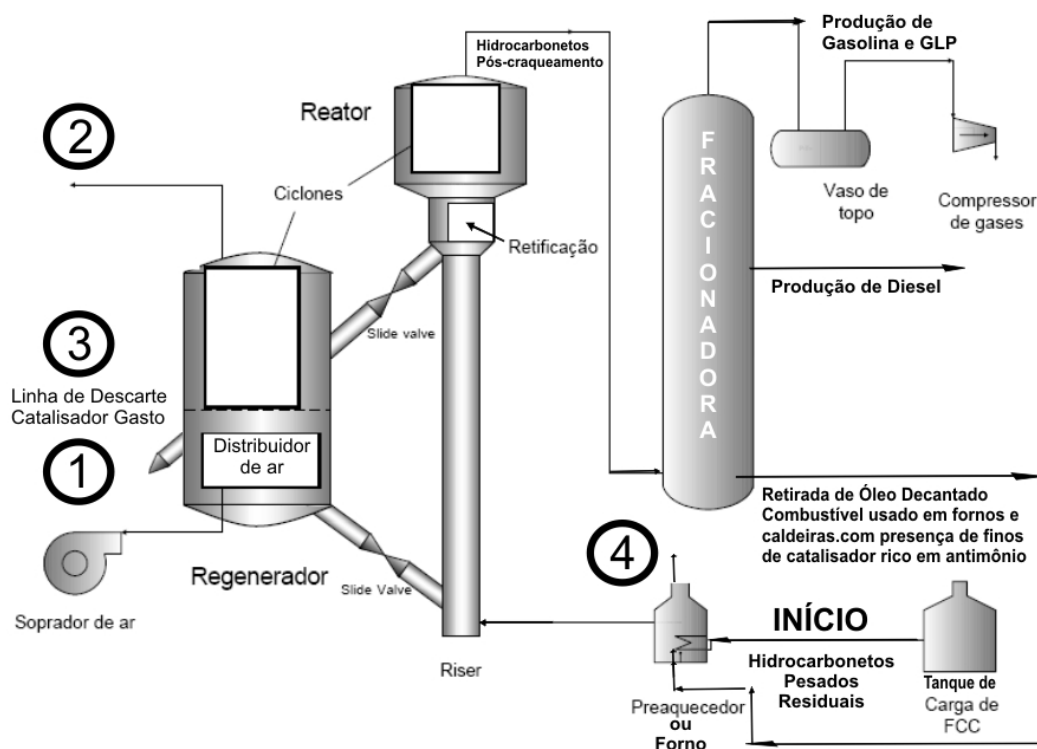 Produção de
Gasolina e GLP
Hidrocarbonetos
Pós-craqueamento
Reator
2
Ciclones
Retificação
FRACIONADORA
Vaso de
topo
Compressor
de gases
Slide valve
Produção de Diesel
3
Linha de Descarte
Catalisador Gasto
1
Distribuidor
de ar
Retirada de Óleo Decantado
Combustível usado em fornos e
caldeiras.com presença de finos
de catalisador rico em antimônio
4
Regenerador
Slide Valve
Soprador de ar
Riser
INÍCIO
Hidrocarbonetos
Pesados
Residuais
Tanque de
Carga de
FCC
Preaquecedor
ou
Forno